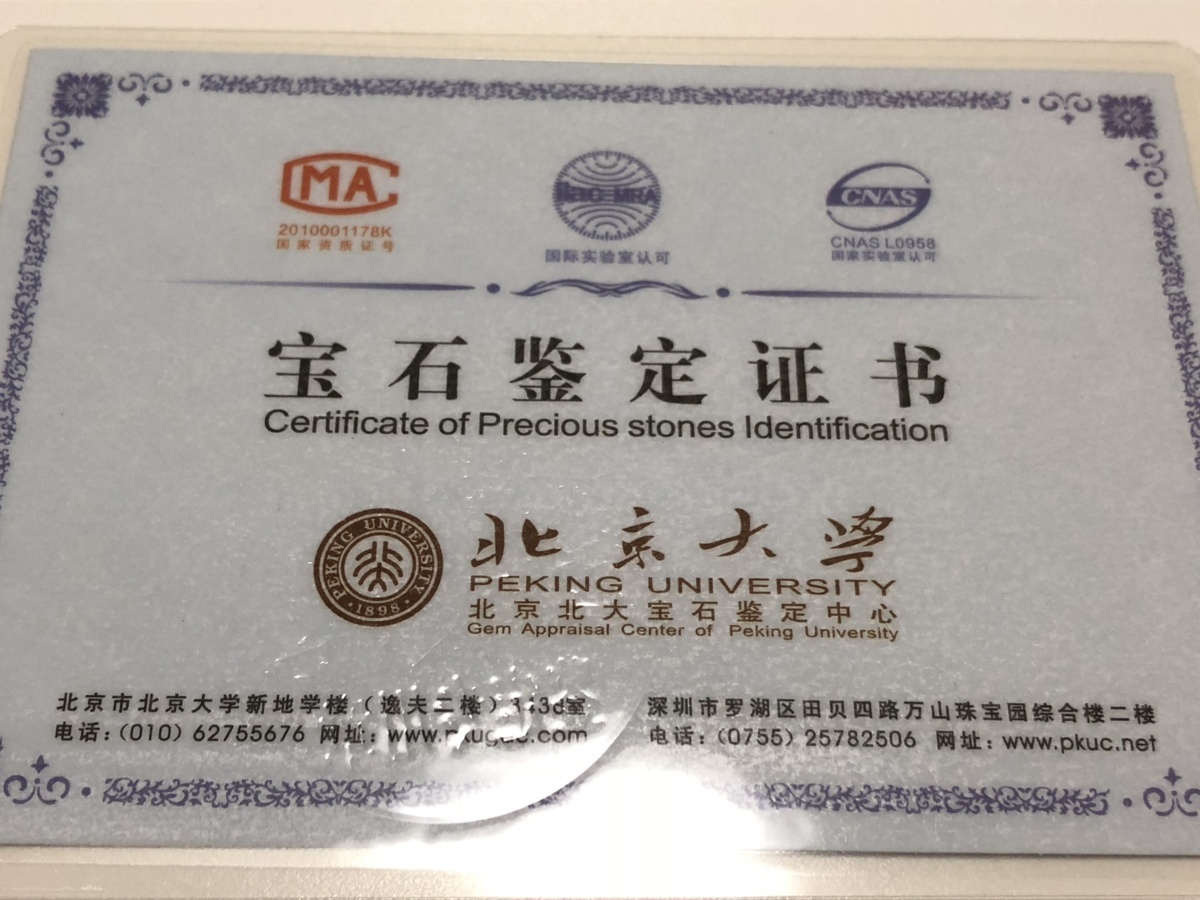 MA
2010001178K
国家资质证号
ilac-MRA
国际实验室认可
CNAS
CNAS L0958
国家实验室认可
宝石鉴定证书
Certificate of Precious stones Identification
PEKING UNIVERSITY
1898
北京大学
PEKING UNIVERSITY
北京北大宝石鉴定中心
Gem Appraisal Center of Peking University
北京市北京大学新地学楼（逸夫二楼）
电话：(010) 62755676 网址：
深圳市罗湖区田贝四路万山珠宝园综合楼二楼
电话：(0755) 25782506 网址：www.pkuc.net